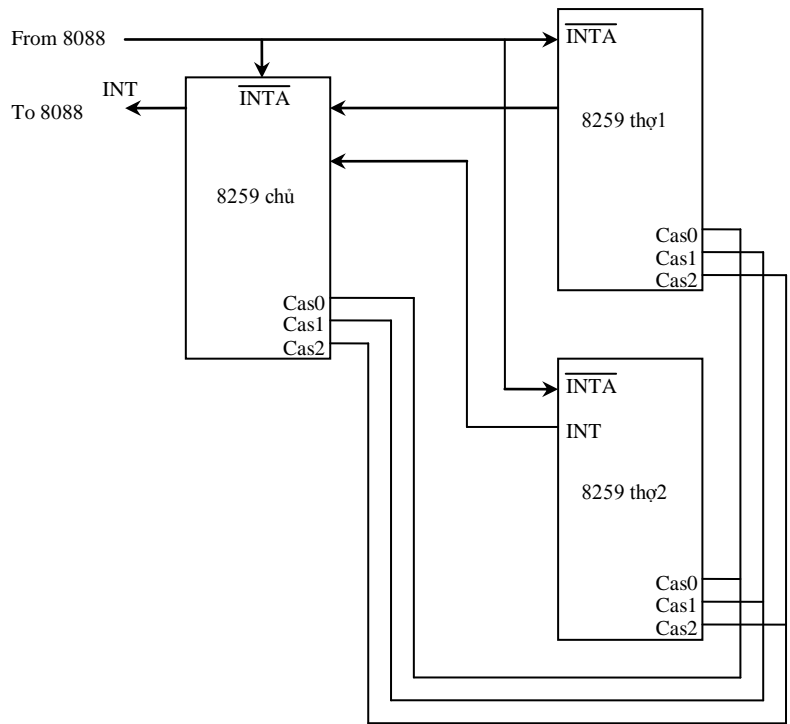 From 8088
To 8088
INT
INTA
8259 chủ
Cas0
Cas1
Cas2
INTA
8259 thợ1
Cas0
Cas1
Cas2
INTA
INT
8259 thợ2
Cas0
Cas1
Cas2